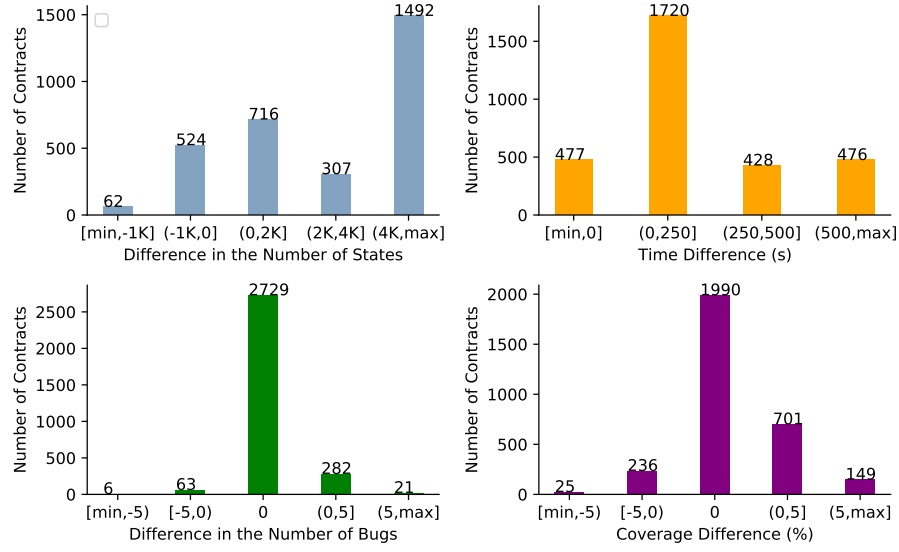 1500
1000
500
0
Number of Contracts
62
524
716
307
1492
[min,-1K]
(-1K,0]
(0,2K]
(2K,4K]
(4K,max]
Difference in the Number of States
1500
1000
500
0
Number of Contracts
477
1720
428
476
[min,0]
(0,250]
(250,500]
(500,max]
Time Difference (s)
2500
2000
1500
1000
500
0
Number of Contracts
6
63
2729
282
21
[min,-5)
[-5,0)
0
(0,5]
(5,max]
Difference in the Number of Bugs
2000
1500
1000
500
0
Number of Contracts
25
236
1990
701
149
[min,-5)
[-5,0)
0
(0,5]
(5,max]
Coverage Difference (%)